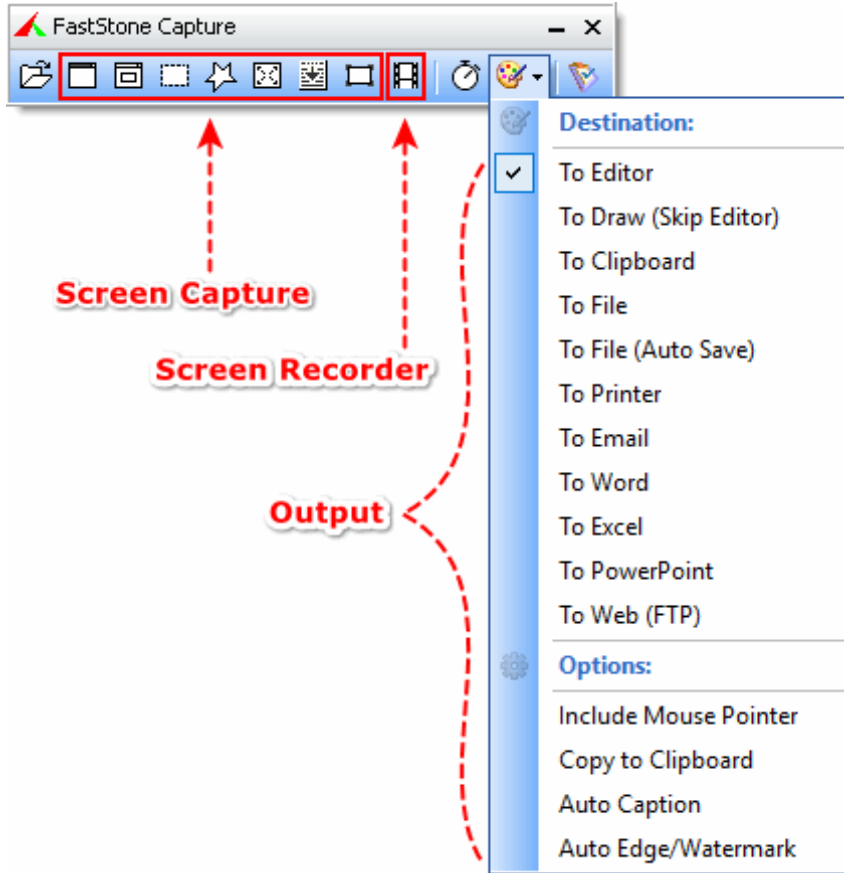 FastStone Capture
Screen Capture
Screen Recorder
Output
Destination:
To Editor
To Draw (Skip Editor)
To Clipboard
To File
To File (Auto Save)
To Printer
To Email
To Word
To Excel
To PowerPoint
To Web (FTP)
Options:
Include Mouse Pointer
Copy to Clipboard
Auto Caption
Auto Edge/Watermark